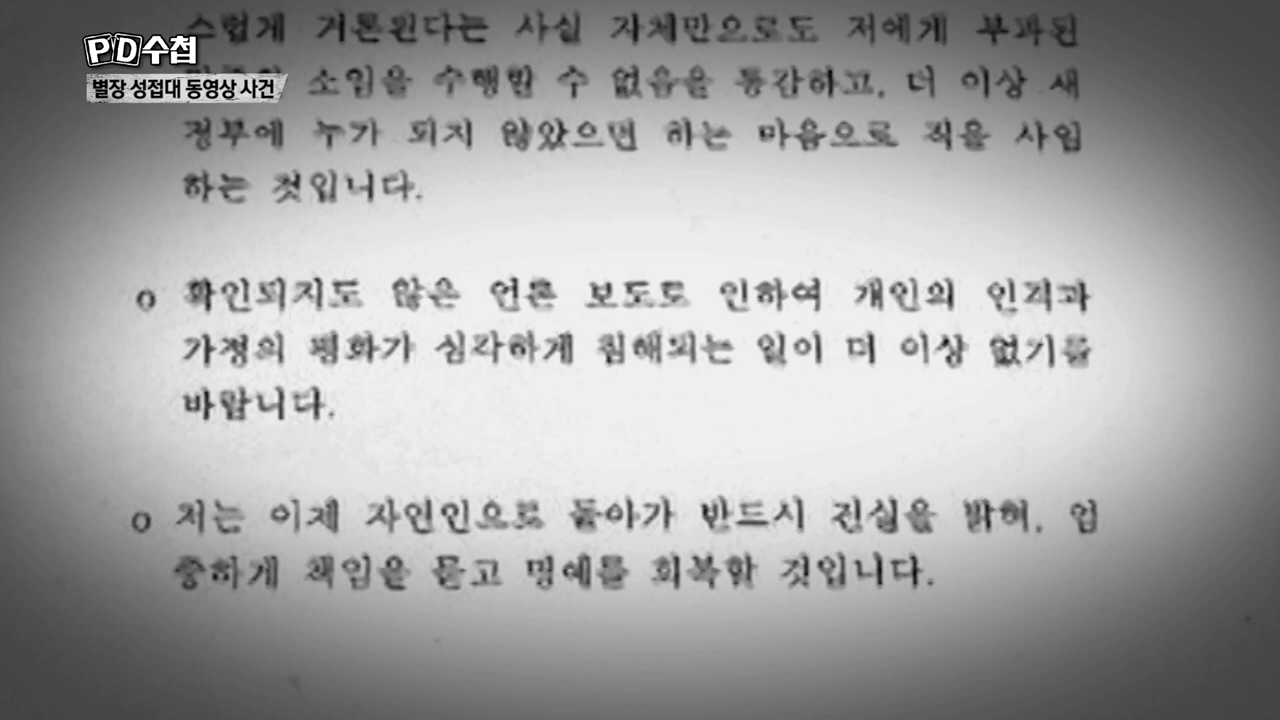 PD수첩
별장 성접대 동영상 사건
스럽게 거론된다는 사실 자체만으로도 저에게 부과된
소임을 수행할 수 없음을 통감하고, 더 이상 새
정부에 누가 되지 않았으면 하는 마음으로 직을 사임
하는 것입니다.
o 확인되지도 않은 언론 보도로 인하여 개인의 인격과
가정의 평화가 심각하게 침해되는 일이 더 이상 없기를
바랍니다.
o 저는 이제 자연인으로 돌아가 반드시 진실을 밝혀, 엄
중하게 책임을 묻고 명예를 회복할 것입니다.